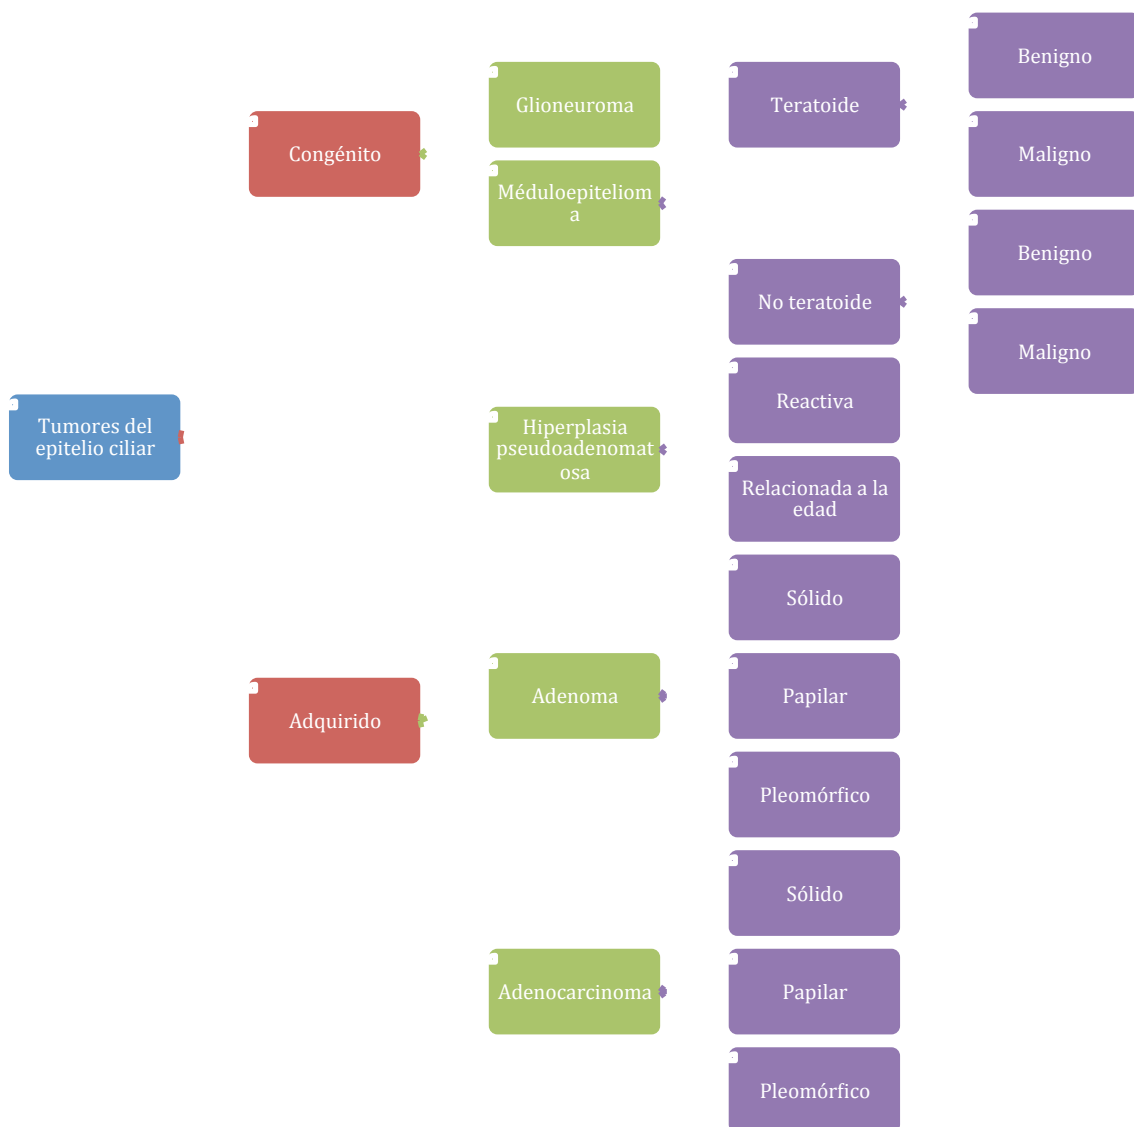 Tumores del
epitelio ciliar
Congénito
Glioneuroma
Méduloepiteliom
a
Teratoide
Benigno
Maligno
No teratoide
Benigno
Maligno
Adquirido
Hiperplasia
pseudoadenomat
osa
Reactiva
Relacionada a la
edad
Adenoma
Sólido
Papilar
Pleomórfico
Adenocarcinoma
Sólido
Papilar
Pleomórfico